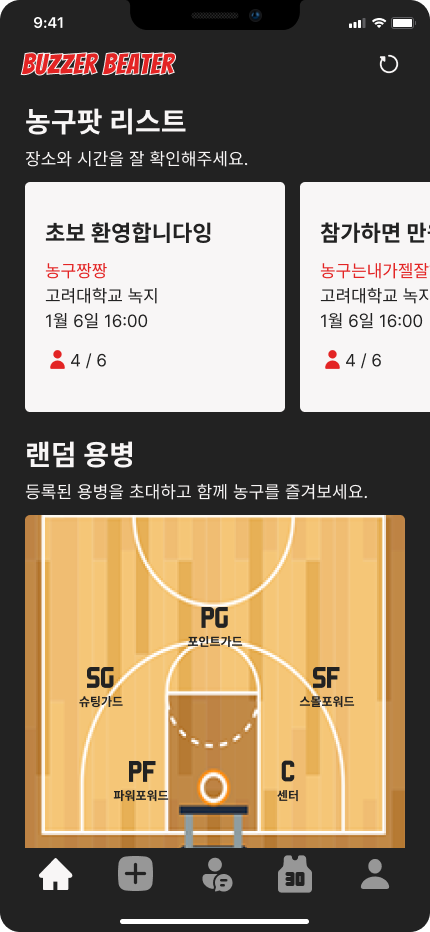 9:41
BUZZER BEATER
농구팟 리스트
장소와 시간을 잘 확인해주세요.
초보 환영합니다잉
농구짱짱
고려대학교 녹지
1월 6일 16:00
4 / 6
참가하면 만
농구는내가젤잘
고려대학교 녹지
1월 6일 16:00
4 / 6
랜덤 용병
등록된 용병을 초대하고 함께 농구를 즐겨보세요.
PG
포인트가드
SG
슈팅가드
SF
스몰포워드
PF
파워포워드
C
센터
30